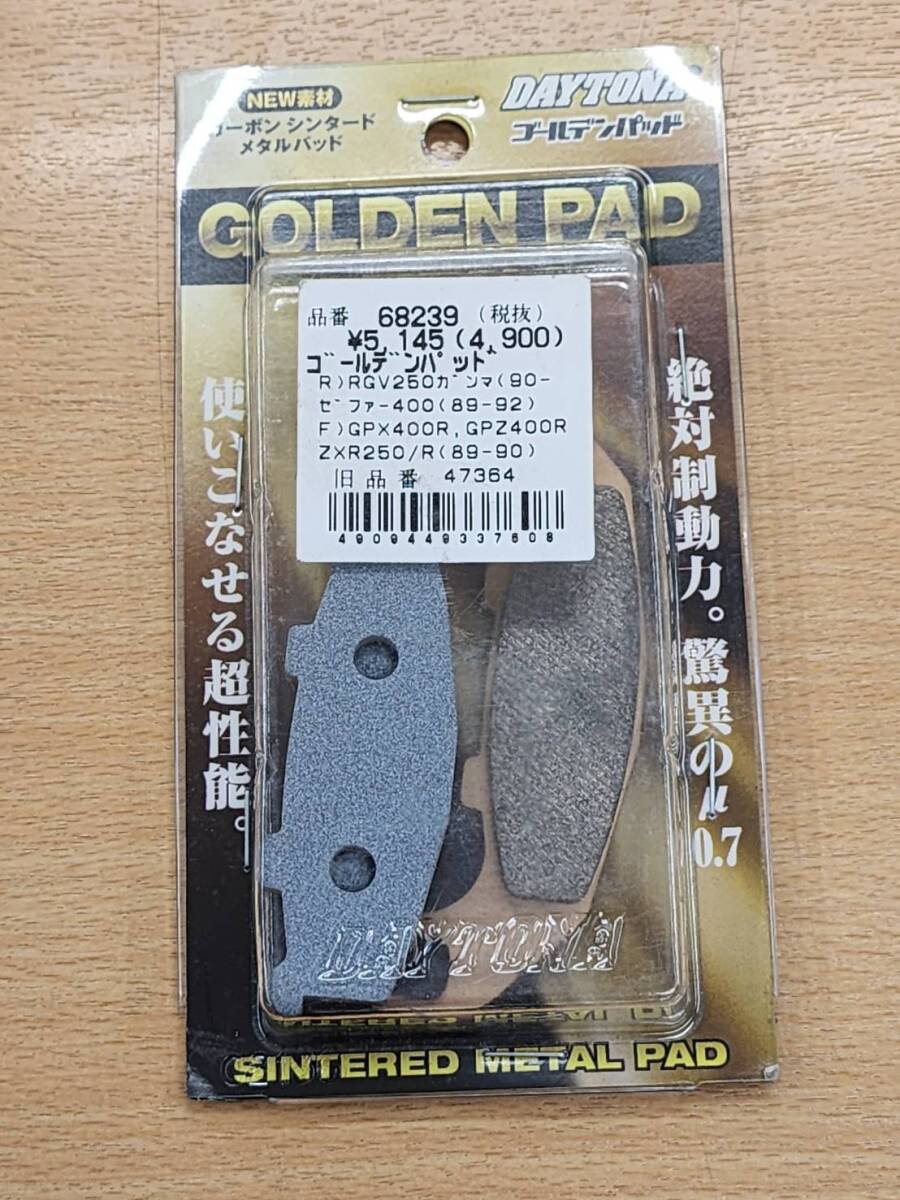 NEW素材
カーボン シンタード
メタルパッド
DAYTONA
ゴールデンパッド
GOLDEN PAD
品番 68239 (税抜)
¥5,145(4,900)
ゴールデンパット゛
R)RGV250ガンマ(90-
ゼファー400(89-92)
F)GPX400R,GPZ400R
ZXR250/R(89-90)
旧品番 47364
4909449337608
絶対制動力。驚異のμ0.7
使いこなせる超性能。
DAYTONA
SINTERED METAL PAD